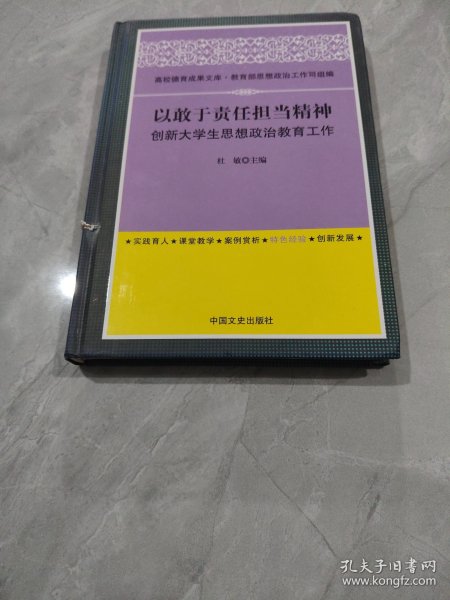 高校德育成果文库·教育部思想政治工作司组编
以敢于责任担当精神
创新大学生思想政治教育工作
杜 敏◎主编
★实践育人★课堂教学★案例赏析★特色经验★创新发展★
中国文史出版社
孔夫子旧书网
www.kongfz.com